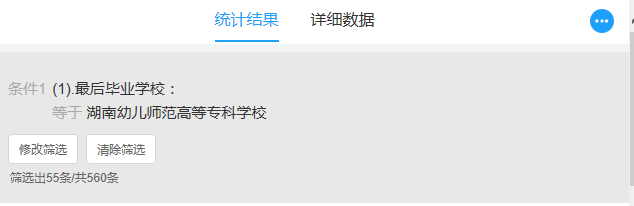 统计结果 详细数据
条件1 (1).最后毕业学校：
等于 湖南幼儿师范高等专科学校
修改筛选 清除筛选
筛选出55条/共560条